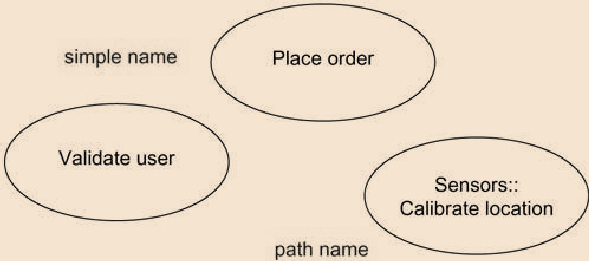 simple name
Place order
Validate user
Sensors::
Calibrate location
path name